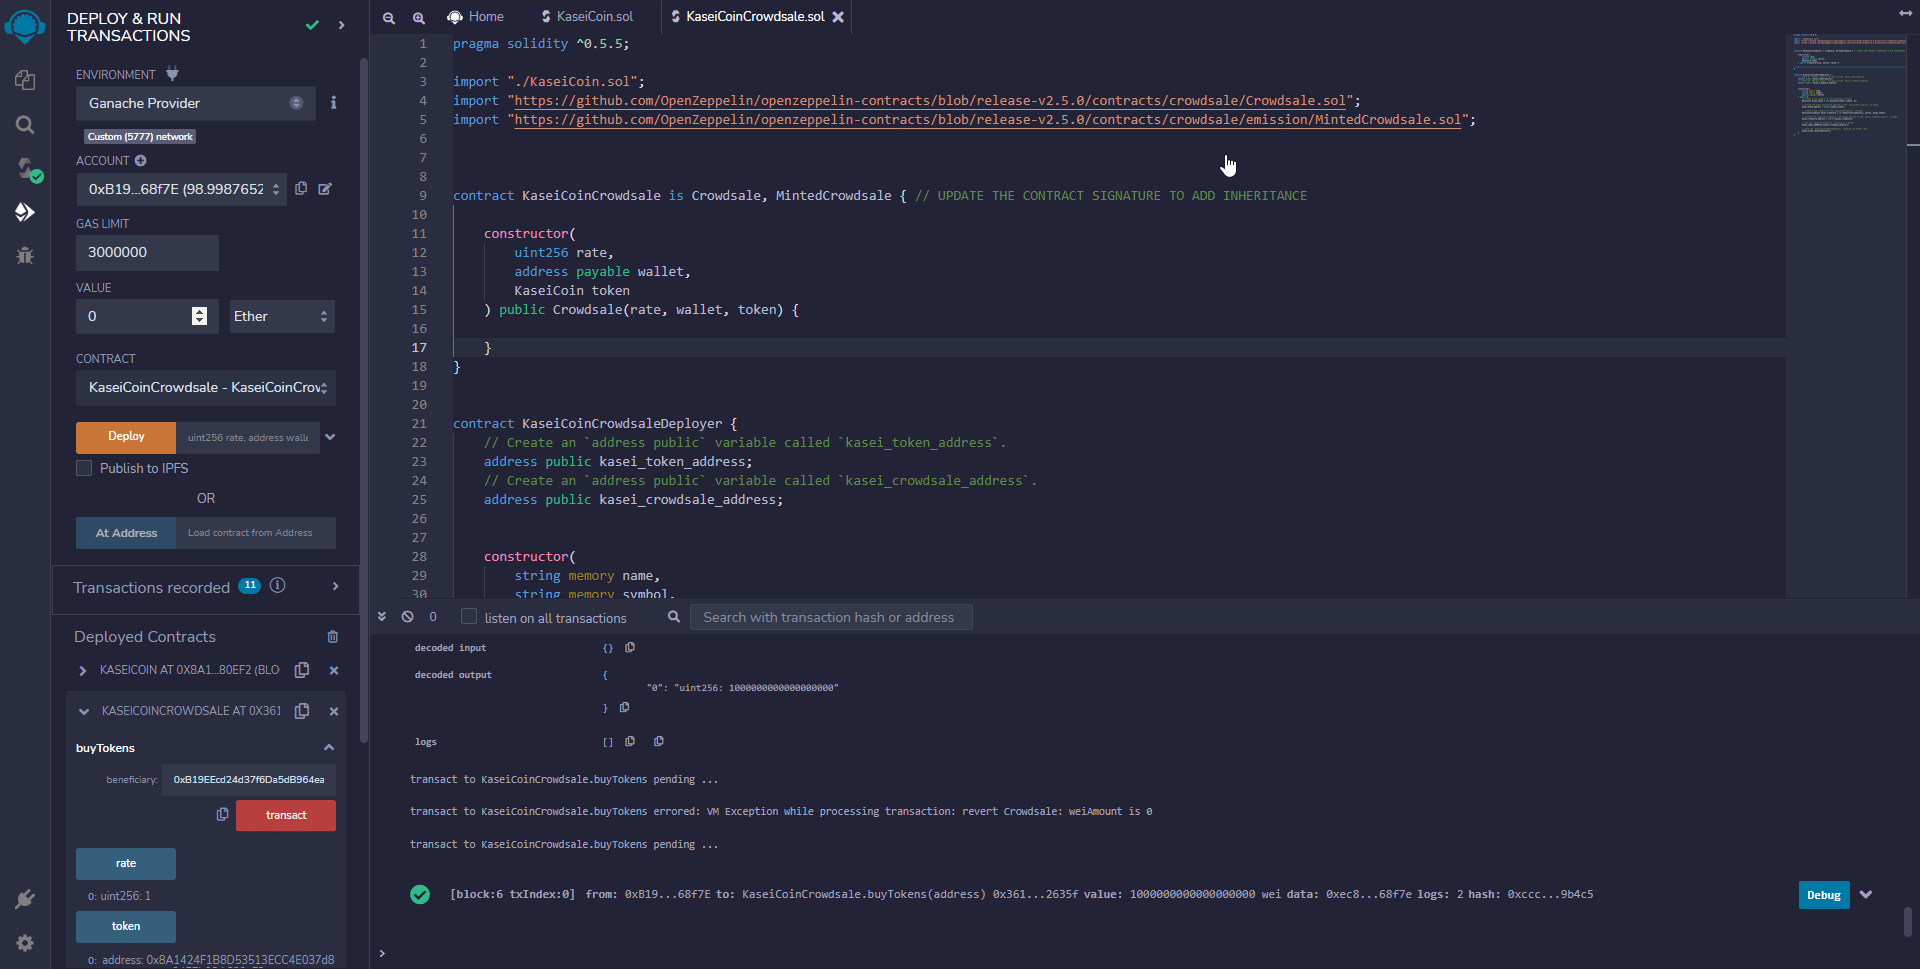 DEPLOY & RUN
TRANSACTIONS
ENVIRONMENT
Ganache Provider
Custom (5777) network
ACCOUNT
0xB19...68f7E (98.9987652
GAS LIMIT
3000000
VALUE
0
Ether
CONTRACT
KaseiCoinCrowdsale - KaseiCoinCrow
Deploy
uint256 rate, address walle
Publish to IPFS
OR
At Address
Load contract from Address
Transactions recorded 11
Deployed Contracts
KASEICOIN AT 0X8A1...80EF2 (BLO
KASEICOINCROWDSALE AT 0X361
buyTokens
beneficiary: 0xB19EEcd24d37f6Da5dB964ea
transact
rate
0: uint256: 1
token
0: address: 0x8A1424F1B8D53513ECC4E037d8
Home
KaseiCoin.sol
KaseiCoinCrowdsale.sol
1 pragma solidity ^0.5.5;
2
3 import "./KaseiCoin.sol";
4 import "https://github.com/OpenZeppelin/openzeppelin-contracts/blob/release-v2.5.0/contracts/crowdsale/Crowdsale.sol";
5 import "https://github.com/OpenZeppelin/openzeppelin-contracts/blob/release-v2.5.0/contracts/crowdsale/emission/MintedCrowdsale.sol";
6
7
8
9 contract KaseiCoinCrowdsale is Crowdsale, MintedCrowdsale { // UPDATE THE CONTRACT SIGNATURE TO ADD INHERITANCE
10
11 constructor(
12 uint256 rate,
13 address payable wallet,
14 KaseiCoin token
15 ) public Crowdsale(rate, wallet, token) {
16
17 }
18 }
19
20
21 contract KaseiCoinCrowdsaleDeployer {
22 // Create an `address public` variable called `kasei_token_address`.
23 address public kasei_token_address;
24 // Create an `address public` variable called `kasei_crowdsale_address`.
25 address public kasei_crowdsale_address;
26
27
28 constructor(
29 string memory name,
30 string memory symbol,
0
listen on all transactions
Search with transaction hash or address
decoded input {}
decoded output {
"0": "uint256: 1000000000000000000"
}
logs []
transact to KaseiCoinCrowdsale.buyTokens pending ...
transact to KaseiCoinCrowdsale.buyTokens errored: VM Exception while processing transaction: revert Crowdsale: weiAmount is 0
transact to KaseiCoinCrowdsale.buyTokens pending ...
[block:6 txIndex:0] from: 0xB19...68f7E to: KaseiCoinCrowdsale.buyTokens(address) 0x361...2635f value: 1000000000000000000 wei data: 0xec8...68f7e logs: 2 hash: 0xccc...9b4c5
Debug
>